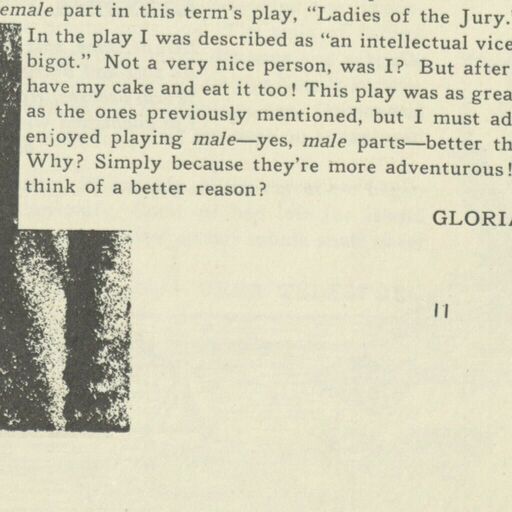 emale part in this term's play, "Ladies of the Jury."
In the play I was described as "an intellectual vice
bigot." Not a very nice person, was I? But after
have my cake and eat it too! This play was as grea
as the ones previously mentioned, but I must ad
enjoyed playing male—yes, male parts—better th
Why? Simply because they're more adventurous!
think of a better reason?
GLORIA
11